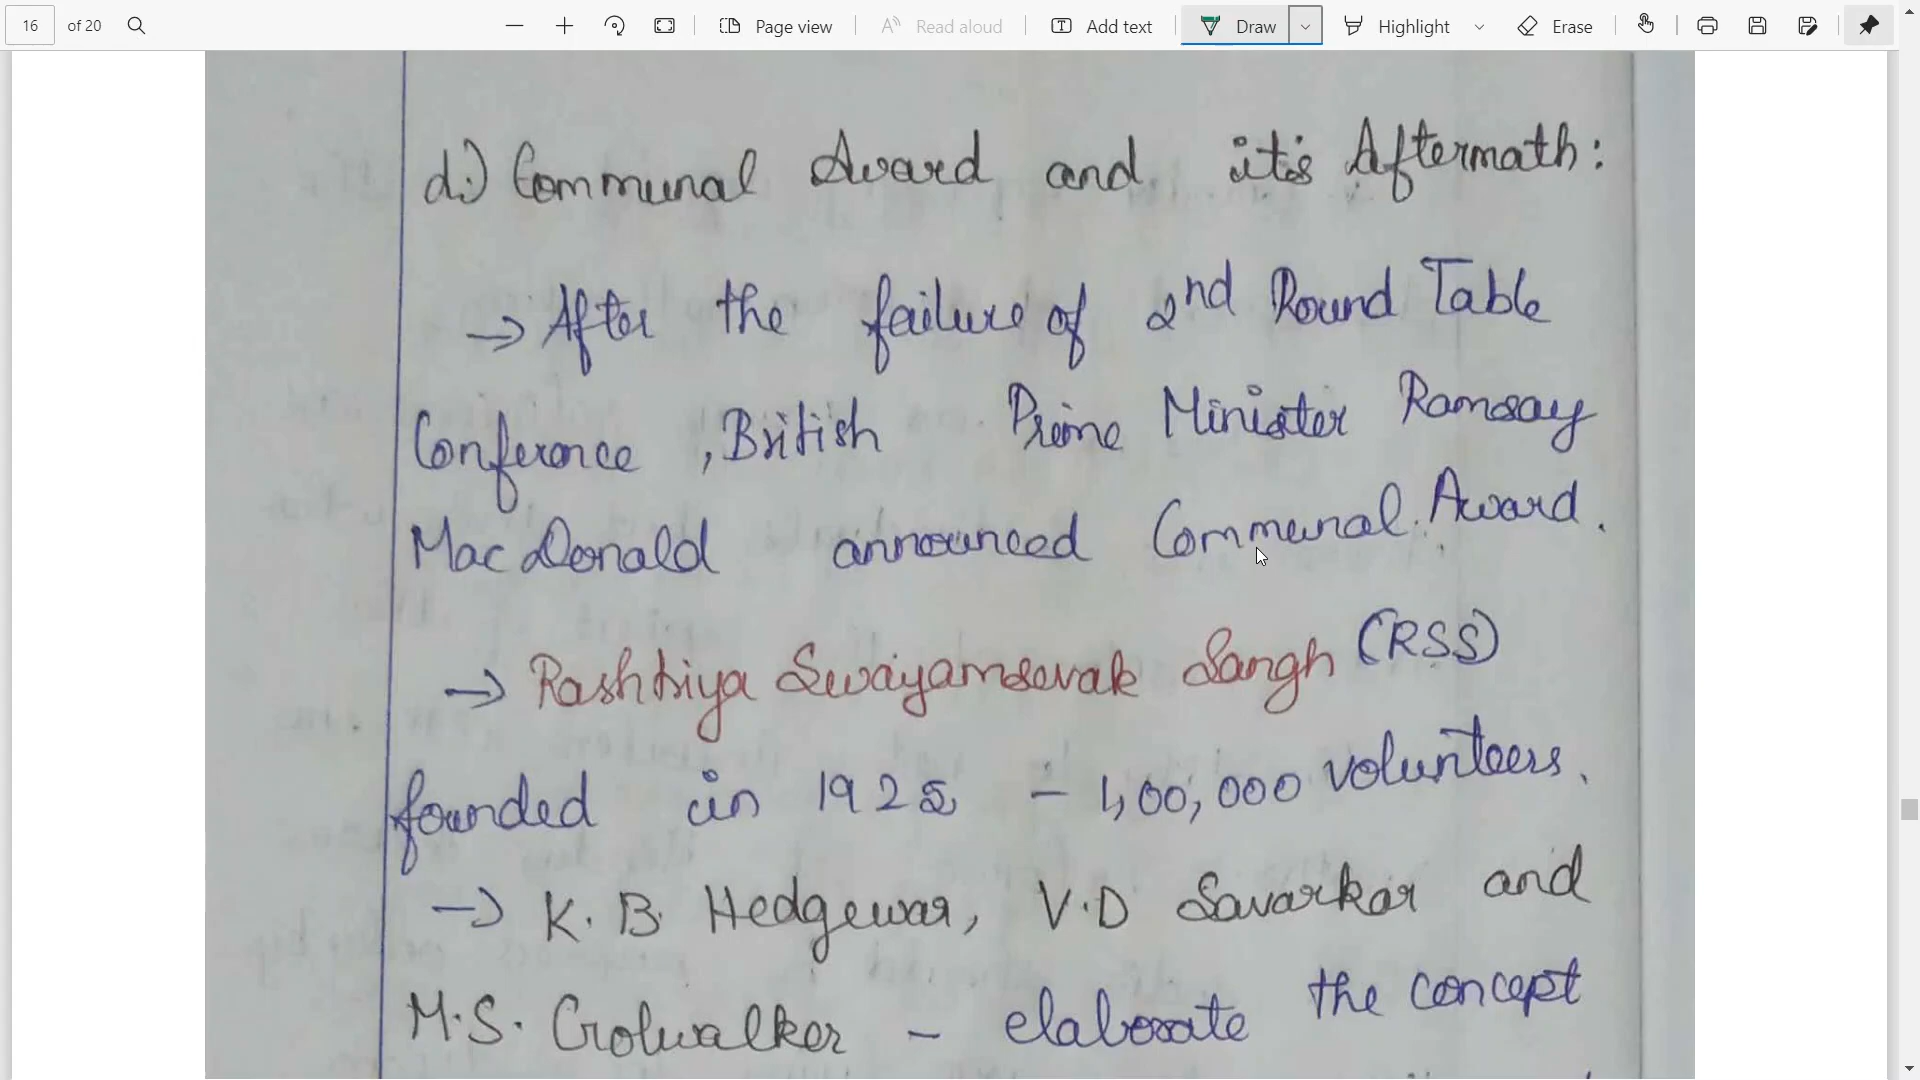 16 of 20 Page view Read aloud Add text Draw Highlight Erase
d.) Communal Award and it's Aftermath:
→ After the failure of 2nd Round Table
Conference, British Prime Minister Ramsay
MacDonald announced Communal Award.
→ Rashtriya Swayamsevak Sangh (RSS)
founded in 1925 - 1,00,000 volunteers.
→ K.B. Hedgewar, V.D Savarkar and
M.S. Golwalker - elaborate the concept